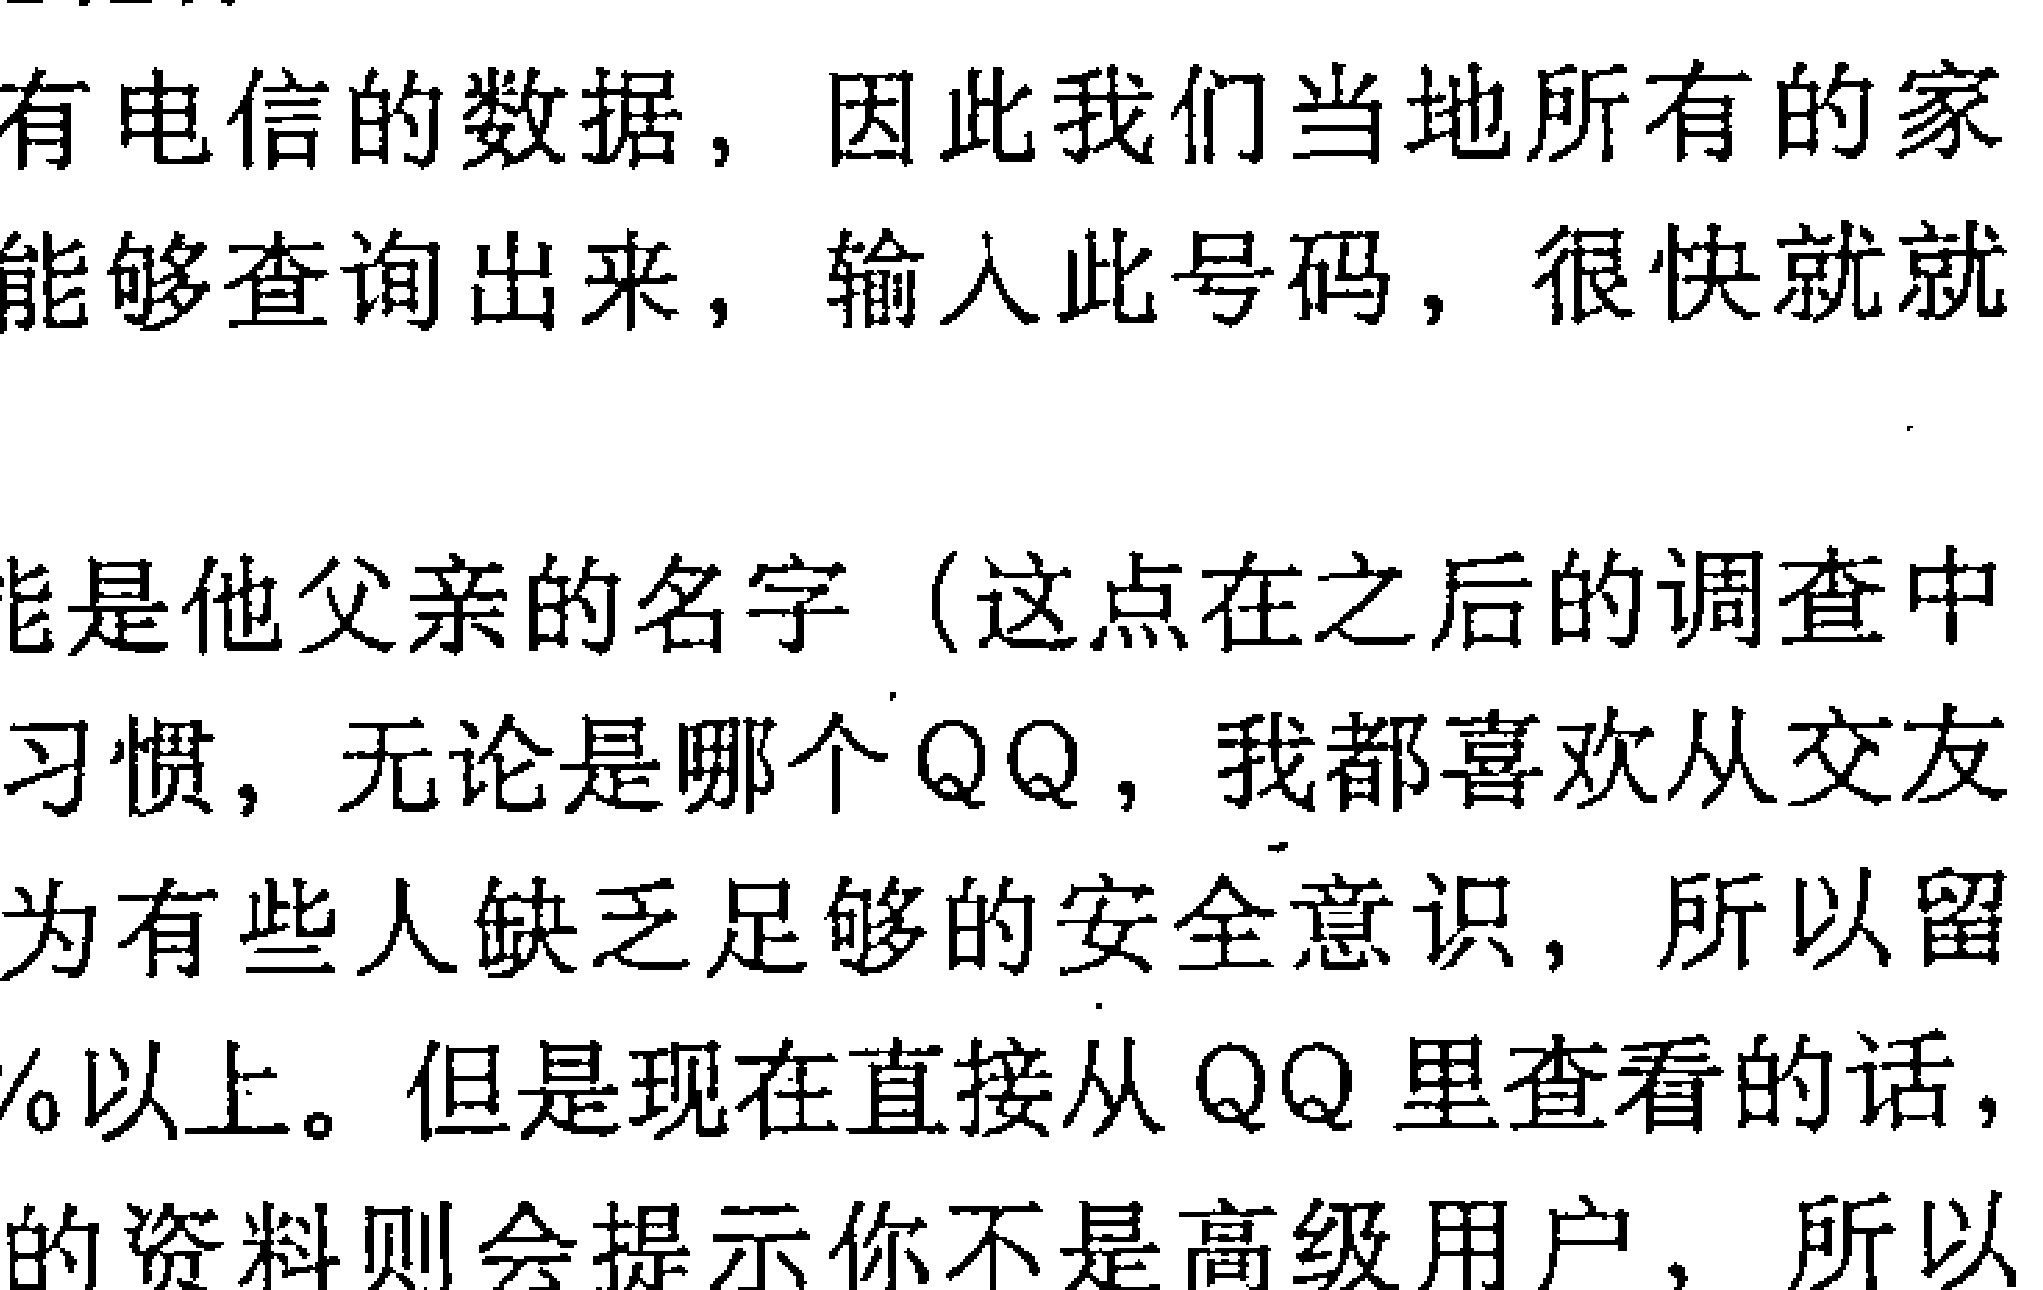 有电信的数据，因此我们当地所有的家
能够查询出来，输入此号码，很快就就
能是他父亲的名字（这点在之后的调查中
习惯，无论是哪个QQ，我都喜欢从交友
为有些人缺乏足够的安全意识，所以留
%以上。但是现在直接从QQ里查看的话，
的资料则会提示你不是高级用户，所以